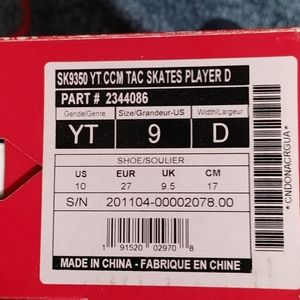 SK9350 YT CCM TAC SKATES PLAYER D
PART # 2344086
Gende/Genre Size/Grandeur-US Width/Largeur
YT 9 D
SHOE/SOULIER
US EUR UK CM
10 27 9.5 17
S/N 201104-00002078.00
1 91520 02970 8
MADE IN CHINA - FABRIQUE EN CHINE
*CNDONACRGUA*